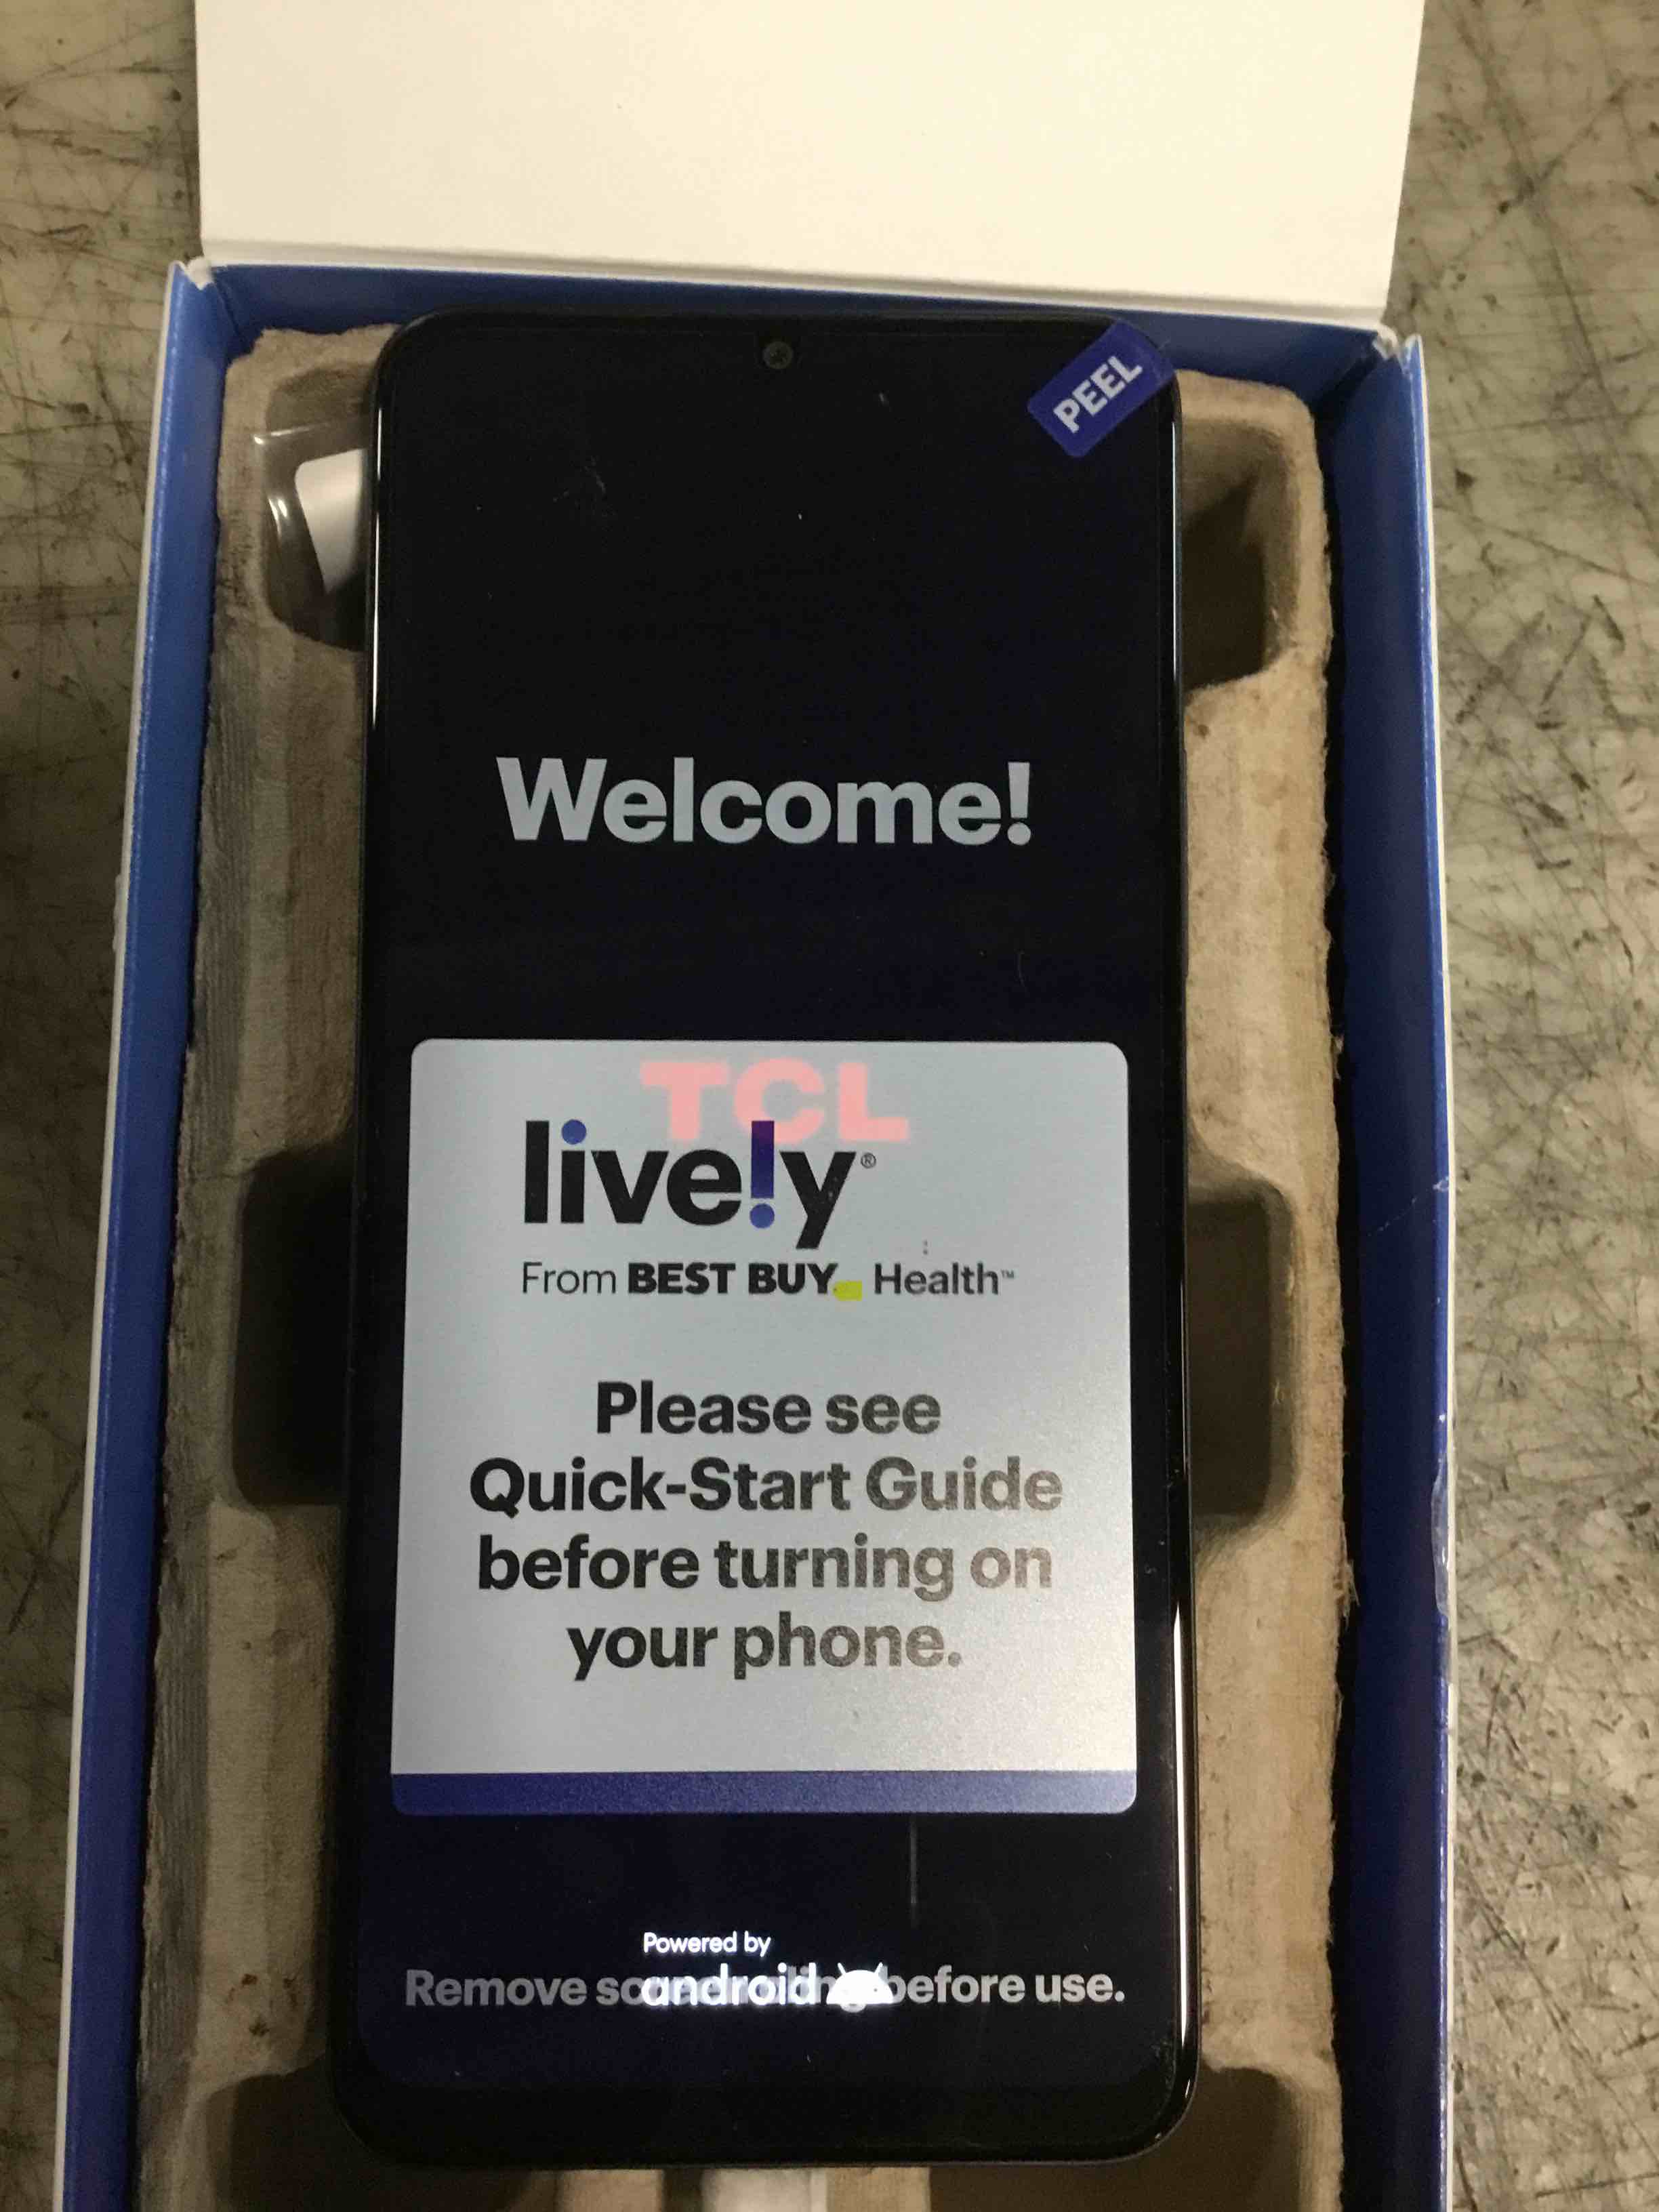 PEEL
Welcome!
TCL
lively®
From BEST BUY Health™
Please see
Quick-Start Guide
before turning on
your phone.
Powered by
android
Remove before use.